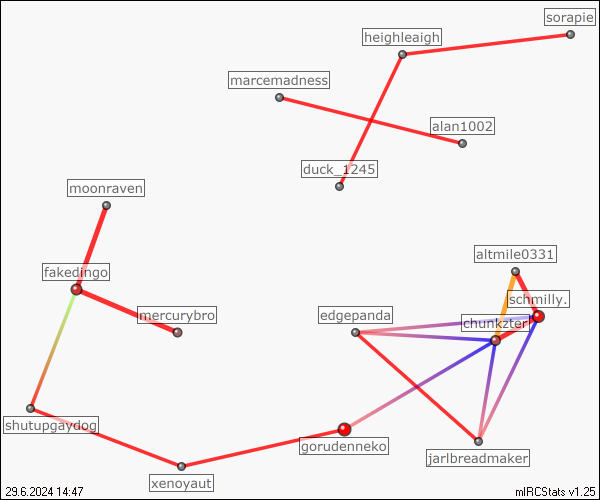 sorapie
heighleaigh
marcemadness
alan1002
duck_1245
moonraven
altmile0331
fakedingo
schmilly.
mercurybro
edgepanda
chunkzter
shutupgaydog
gorudenneko
jarlbreadmaker
xenoyaut
29.6.2024 14:47
mIRCStats v1.25